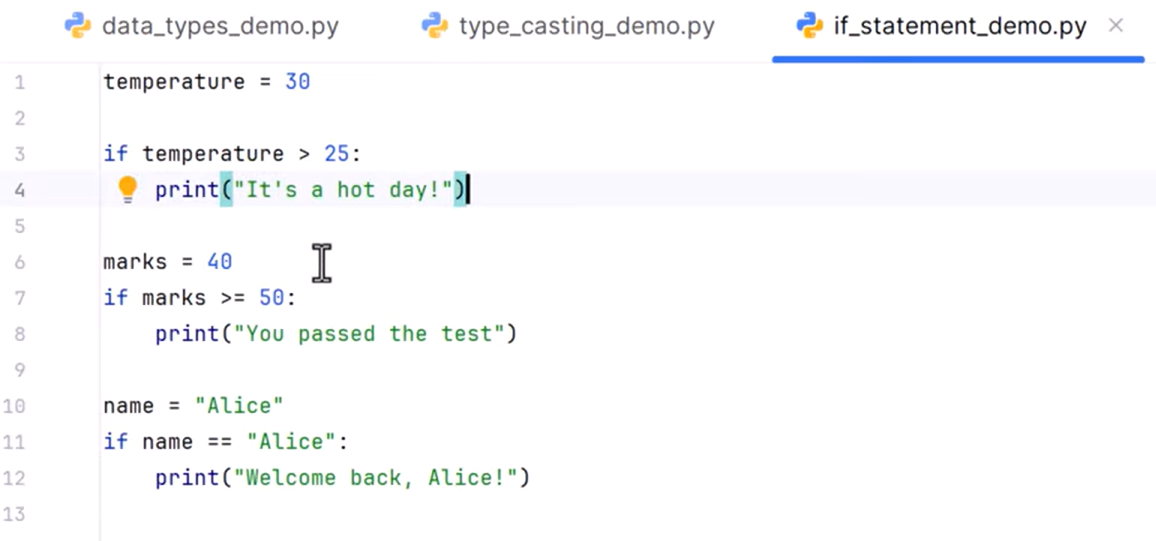 data_types_demo.py type_casting_demo.py if_statement_demo.py
1 temperature = 30
2
3 if temperature > 25:
4     print("It's a hot day!")
5
6 marks = 40
7 if marks >= 50:
8     print("You passed the test")
9
10 name = "Alice"
11 if name == "Alice":
12     print("Welcome back, Alice!")
13